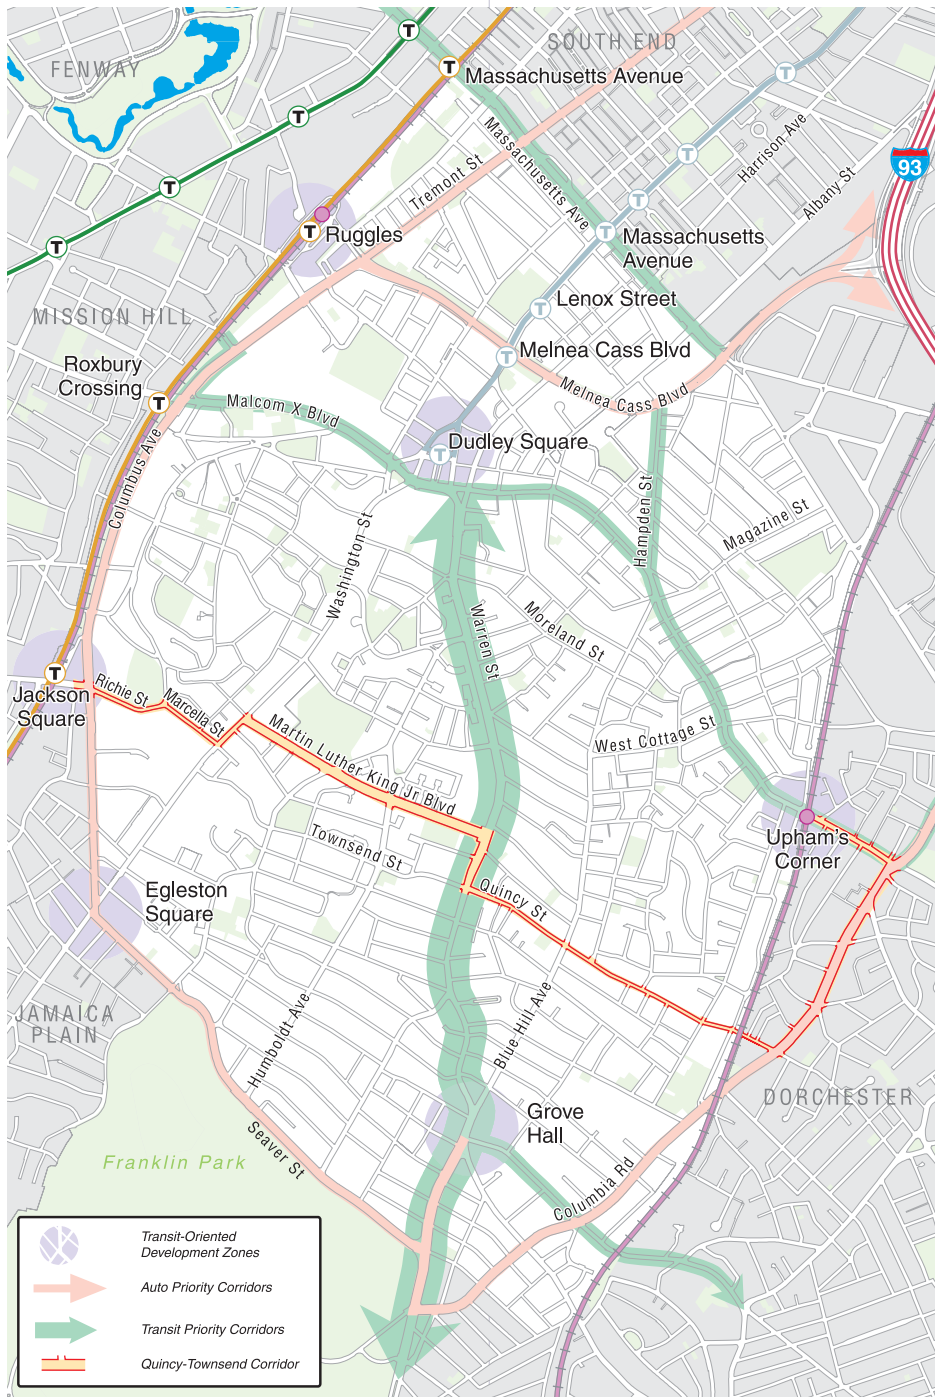 SOUTH END
FENWAY
T
T
Massachusetts Avenue
T
Harrison Ave
T
Massachusetts Ave
T
93
Tremont St
T
Albany St
T
T
Ruggles
T
Massachusetts
Avenue
T
Lenox Street
T
MISSION HILL
T
Melnea Cass Blvd
Roxbury
Crossing
T
Melnea Cass Blvd
Malcom X Blvd
Dudley Square
T
Columbus Ave
Hampden St
Magazine St
Washington St
Warren St
Moreland St
T
Jackson
Square
Richie St
Marcella St
Martin Luther King Jr Blvd
West Cottage St
Townsend St
Upham's
Corner
Egleston
Square
Quincy St
JAMAICA
PLAIN
Humboldt Ave
Blue Hill Ave
DORCHESTER
Grove
Hall
Seaver St
Franklin Park
Columbia Rd
Transit-Oriented
Development Zones
Auto Priority Corridors
Transit Priority Corridors
Quincy-Townsend Corridor